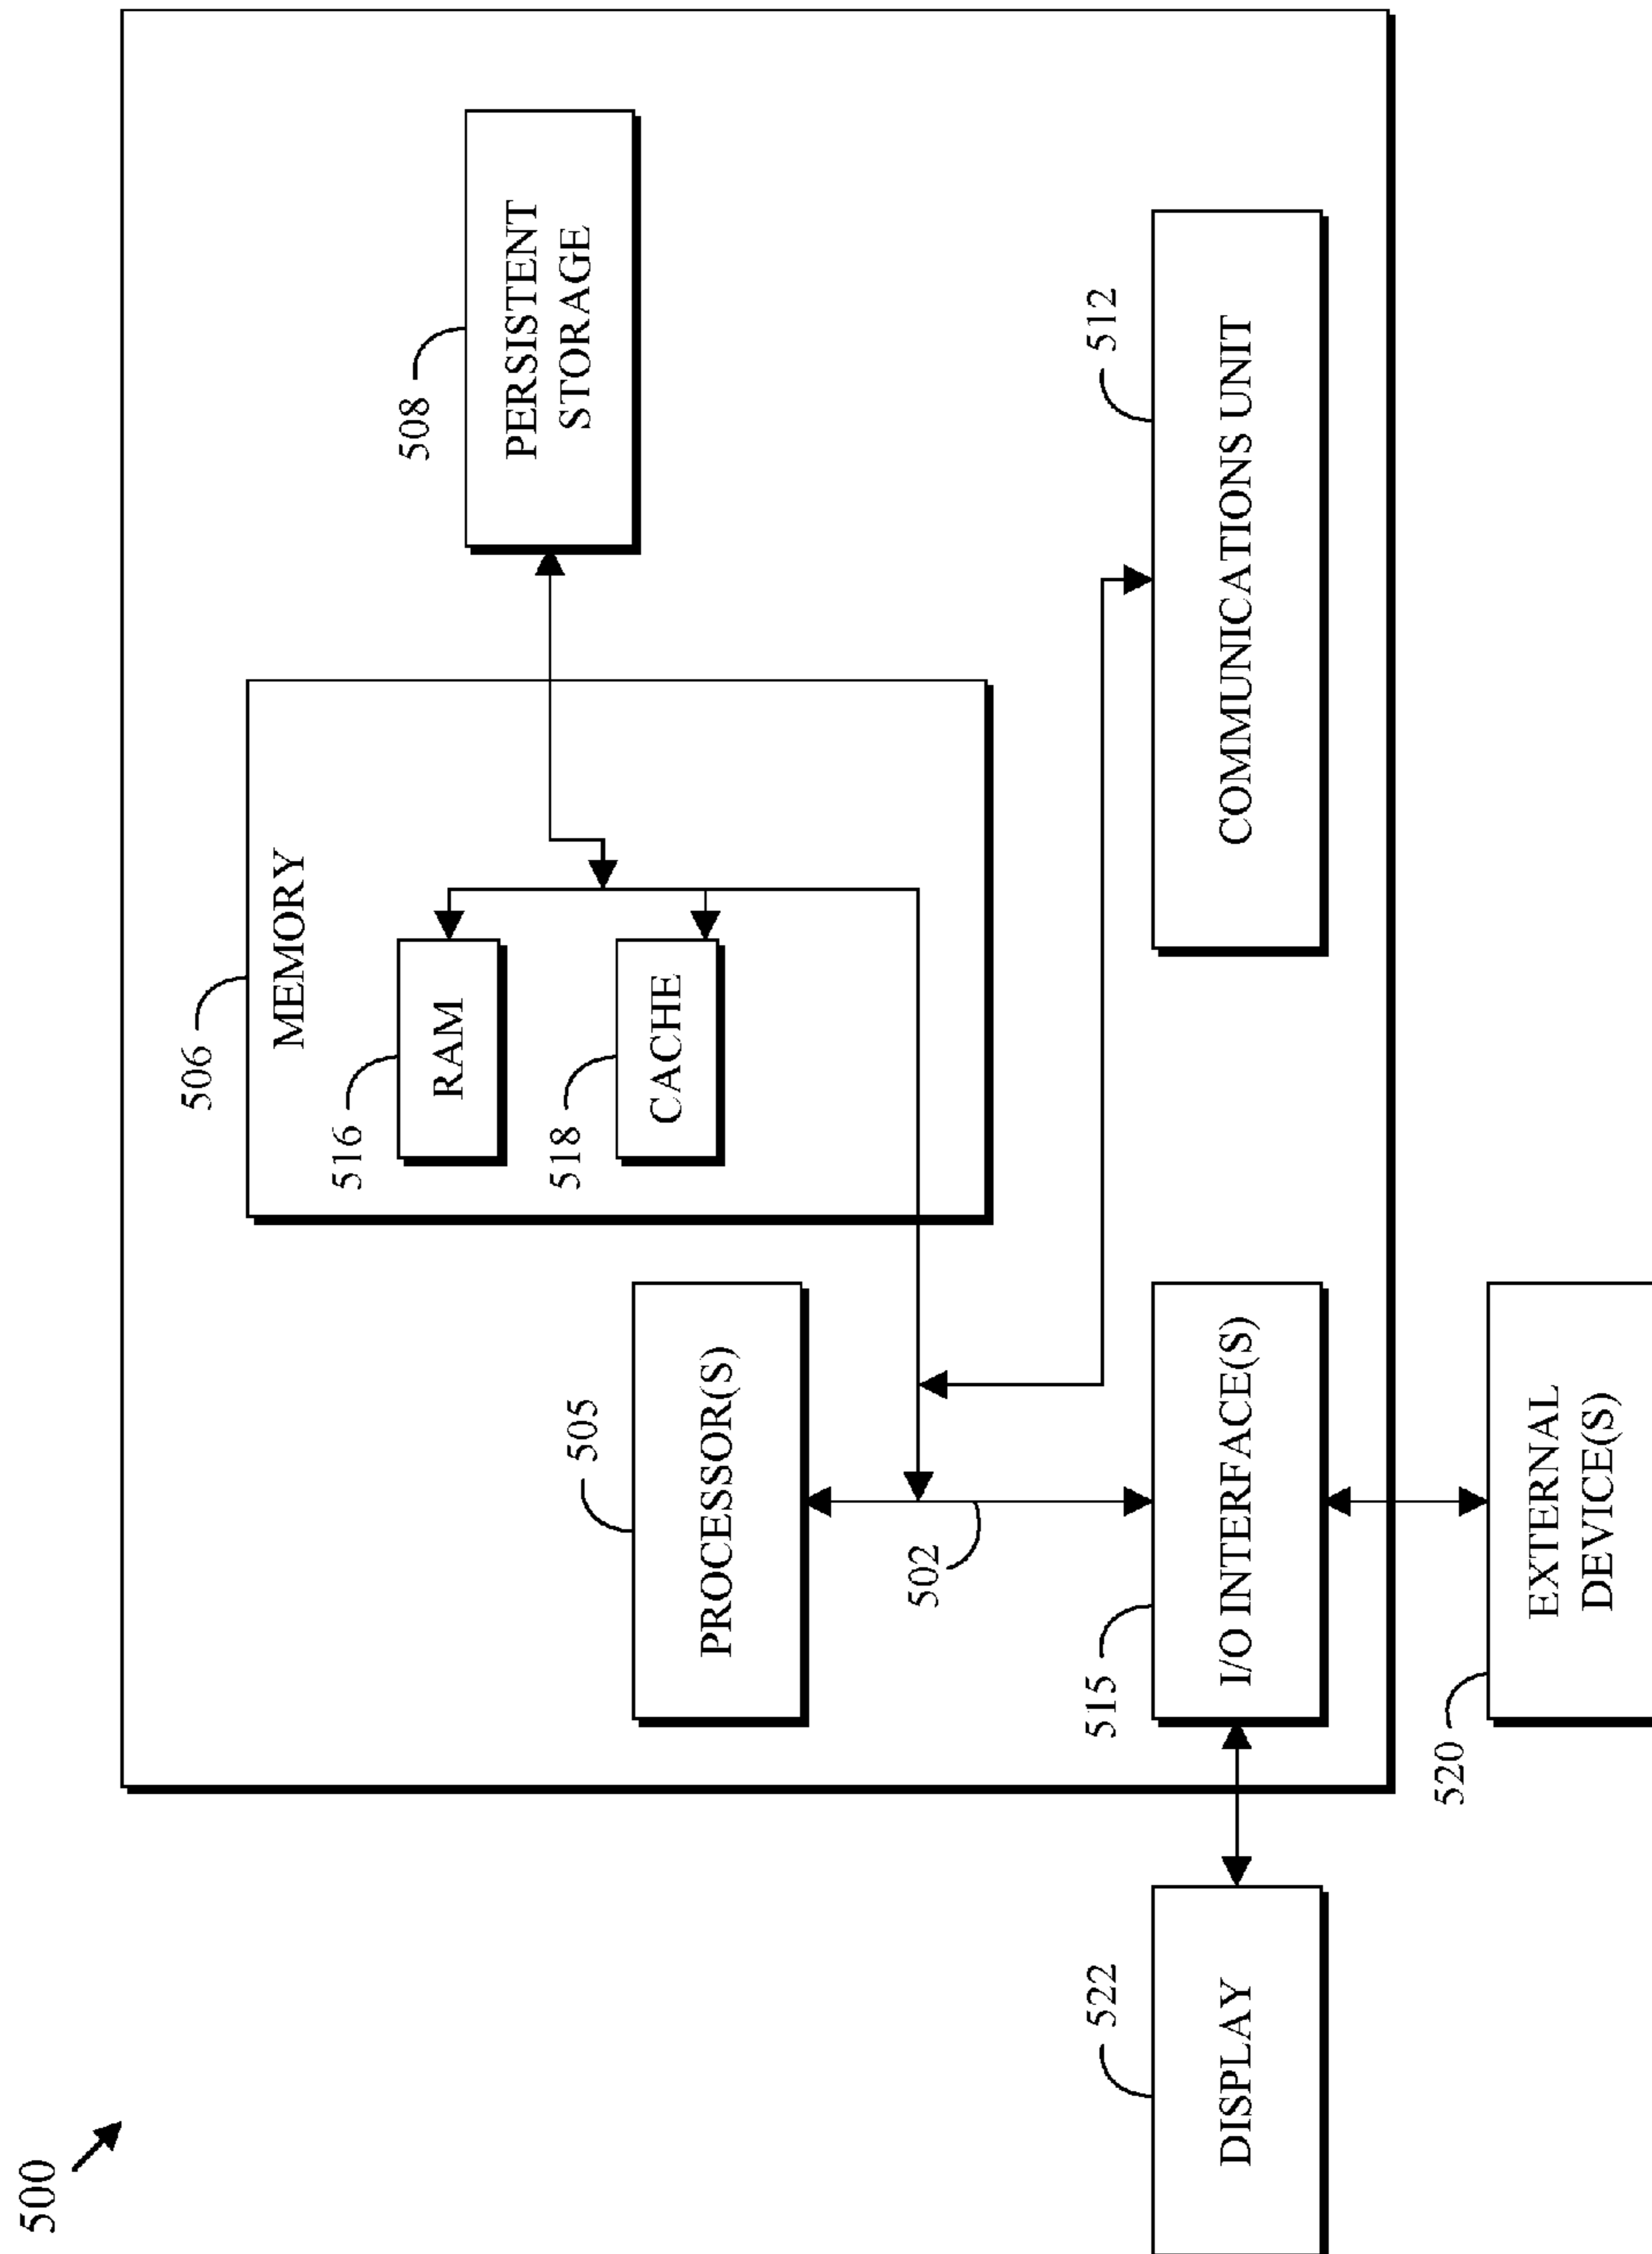 500
506
MEMORY
508
516
RAM
PERSISTENT
STORAGE
505
518
PROCESSOR(S)
CACHE
502
522
515
512
DISPLAY
I/O INTERFACE(S)
COMMUNICATIONS UNIT
520
EXTERNAL
DEVICE(S)